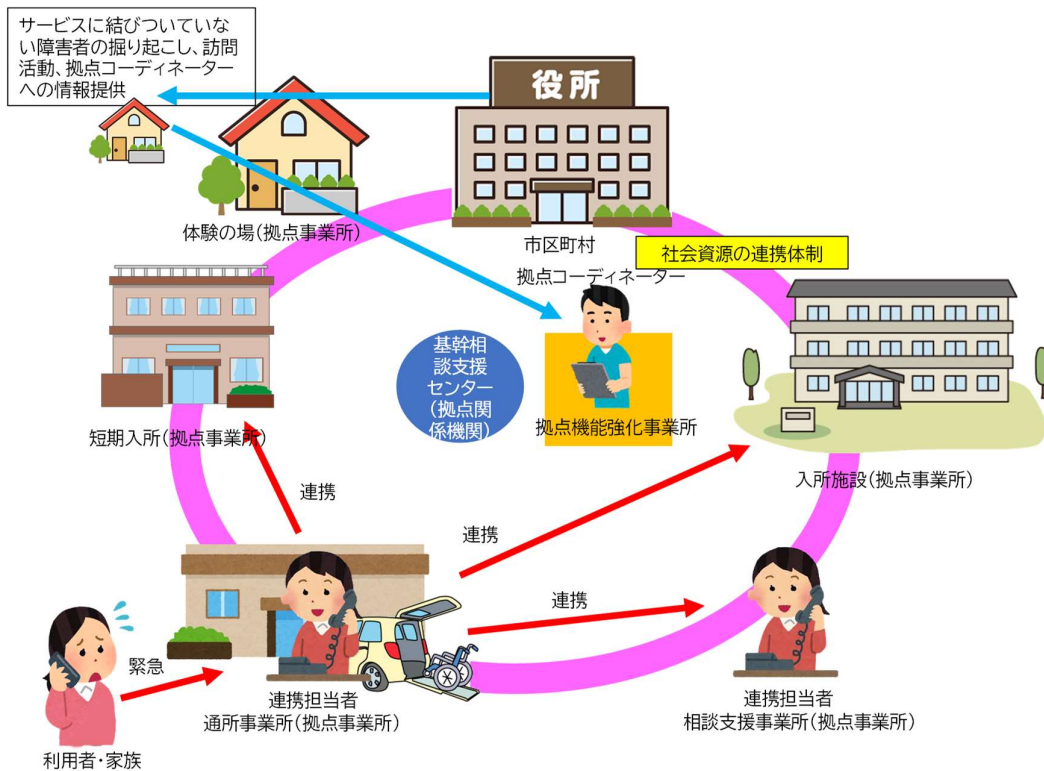 サービスに結びついていな
い障害者の掘り起こし、訪問
活動、拠点コーディネーター
への情報提供
役所
体験の場(拠点事業所)
市区町村
社会資源の連携体制
拠点コーディネーター
基幹相
談支援
センター
(拠点関
係機関)
拠点機能強化事業所
短期入所(拠点事業所)
入所施設(拠点事業所)
連携
連携
連携
緊急
連携担当者
通所事業所(拠点事業所)
連携担当者
相談支援事業所(拠点事業所)
利用者・家族